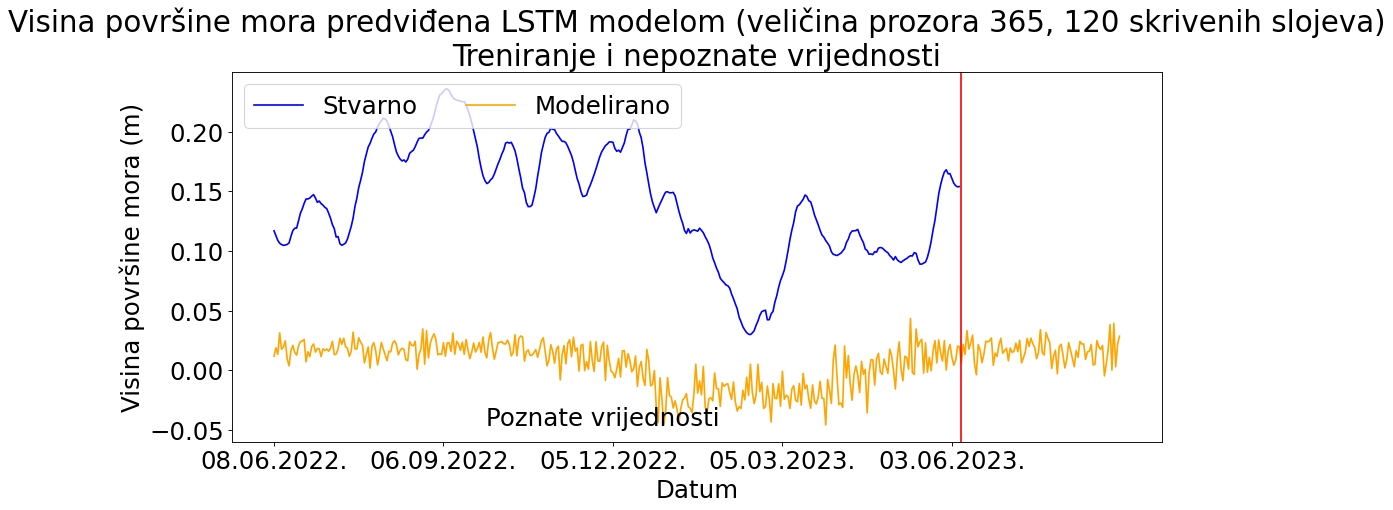 Visina površine mora predviđena LSTM modelom (veličina prozora 365, 120 skrivenih slojeva)
Treniranje i nepoznate vrijednosti
Stvarno
Modelirano
Visina površine mora (m)
0.20
0.15
0.10
0.05
0.00
−0.05
Poznate vrijednosti
08.06.2022.
06.09.2022.
05.12.2022.
05.03.2023.
03.06.2023.
Datum